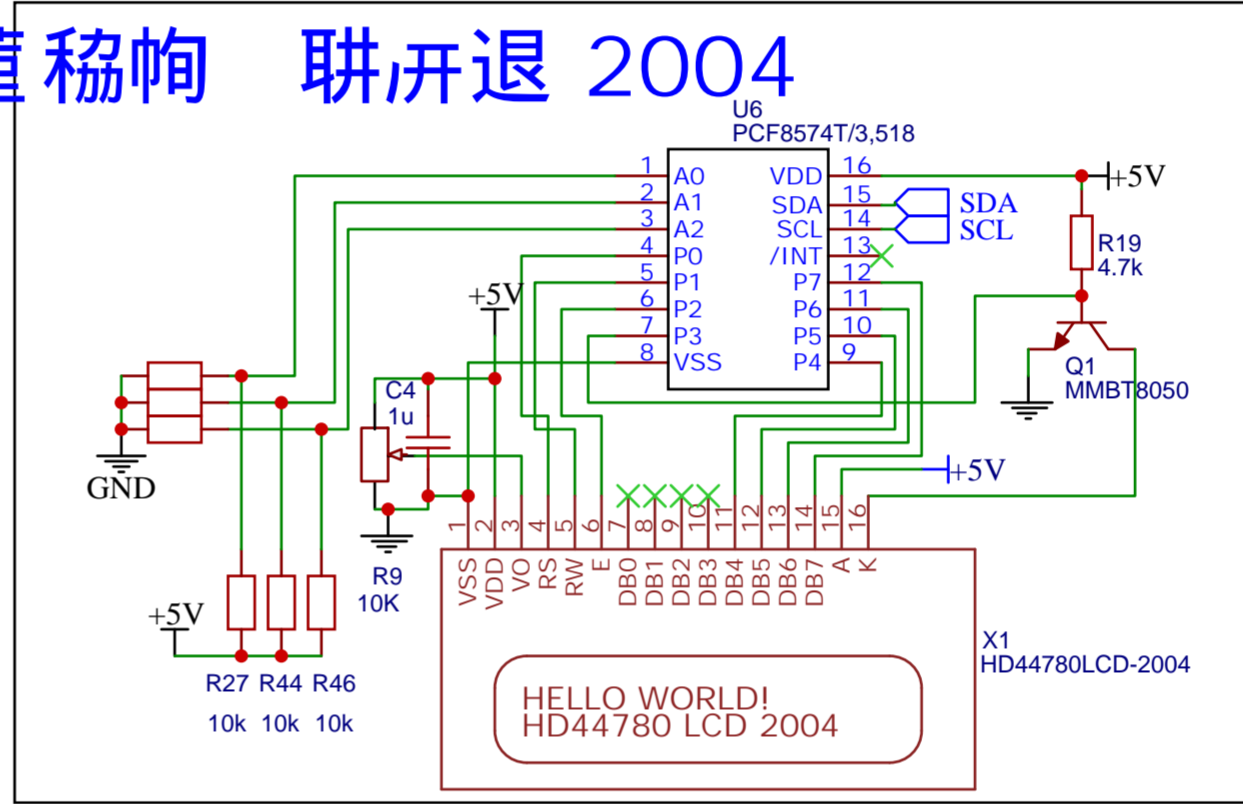 稊㡓 聠⼶退 2004
U6
PCF8574T/3,518
1 A0 VDD 16 +5V
2 A1 SDA 15 SDA
3 A2 SCL 14 SCL
4 P0 /INT 13
5 P1 P7 12
6 P2 P6 11
7 P3 P5 10
8 VSS P4 9
R19
4.7k
+5V
Q1
MMBT8050
C4
1u
GND
+5V
R9
10K
1 2 3 4 5 6 7 8 9 10 11 12 13 14 15 16
VSS VDD VO RS RW E DB0 DB1 DB2 DB3 DB4 DB5 DB6 DB7 A K
+5V
R27 R44 R46
10k 10k 10k
X1
HD44780LCD-2004
HELLO WORLD!
HD44780 LCD 2004